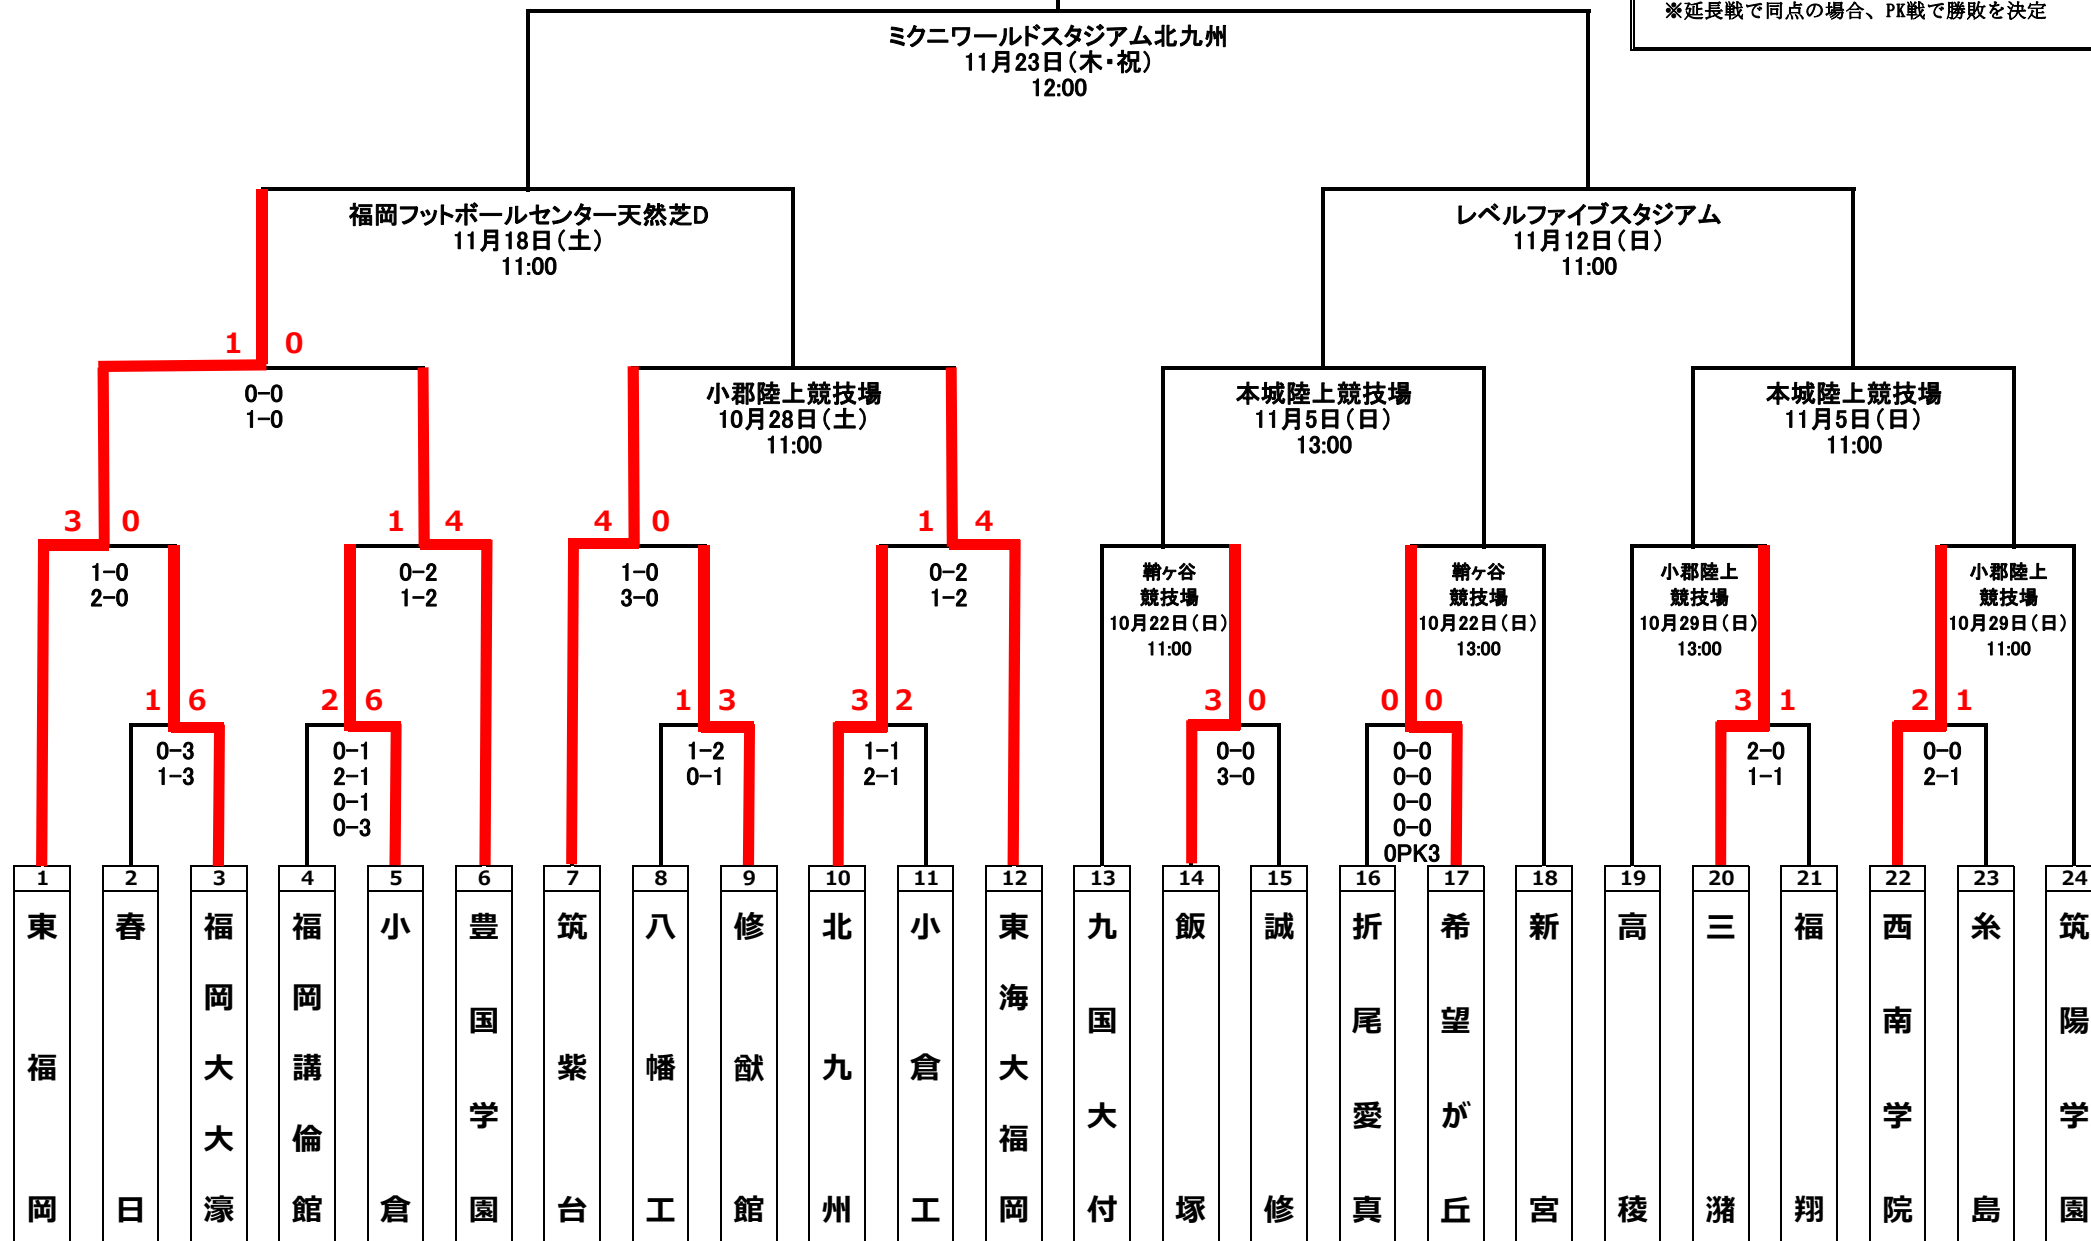 ※延長戦で同点の場合、PK戦で勝敗を決定
ミクニワールドスタジアム北九州
11月23日(木・祝)
12:00
福岡フットボールセンター天然芝D
11月18日(土)
11:00
レベルファイブスタジアム
11月12日(日)
11:00
1 0
0-0
1-0
小郡陸上競技場
10月28日(土)
11:00
本城陸上競技場
11月5日(日)
13:00
本城陸上競技場
11月5日(日)
11:00
3 0
1-0
2-0
1 4
0-2
1-2
4 0
1-0
3-0
1 4
0-2
1-2
鞘ヶ谷
競技場
10月22日(日)
11:00
鞘ヶ谷
競技場
10月22日(日)
13:00
小郡陸上
競技場
10月29日(日)
13:00
小郡陸上
競技場
10月29日(日)
11:00
1 6
0-3
1-3
2 6
0-1
2-1
0-1
0-3
1 3
1-2
0-1
3 2
1-1
2-1
3 0
0-0
3-0
0 0
0-0
0-0
0-0
0-0
0PK3
3 1
2-0
1-1
2 1
0-0
2-1
1
東福岡
2
春日
3
福岡大大濠
4
福岡講倫館
5
小倉
6
豊国学園
7
筑紫台
8
八幡工
9
修猷館
10
北九州
11
小倉工
12
東海大福岡
13
九国大付
14
飯塚
15
誠修
16
折尾愛真
17
希望が丘
18
新宮
19
高稜
20
三潴
21
福翔
22
西南学院
23
糸島
24
筑陽学園